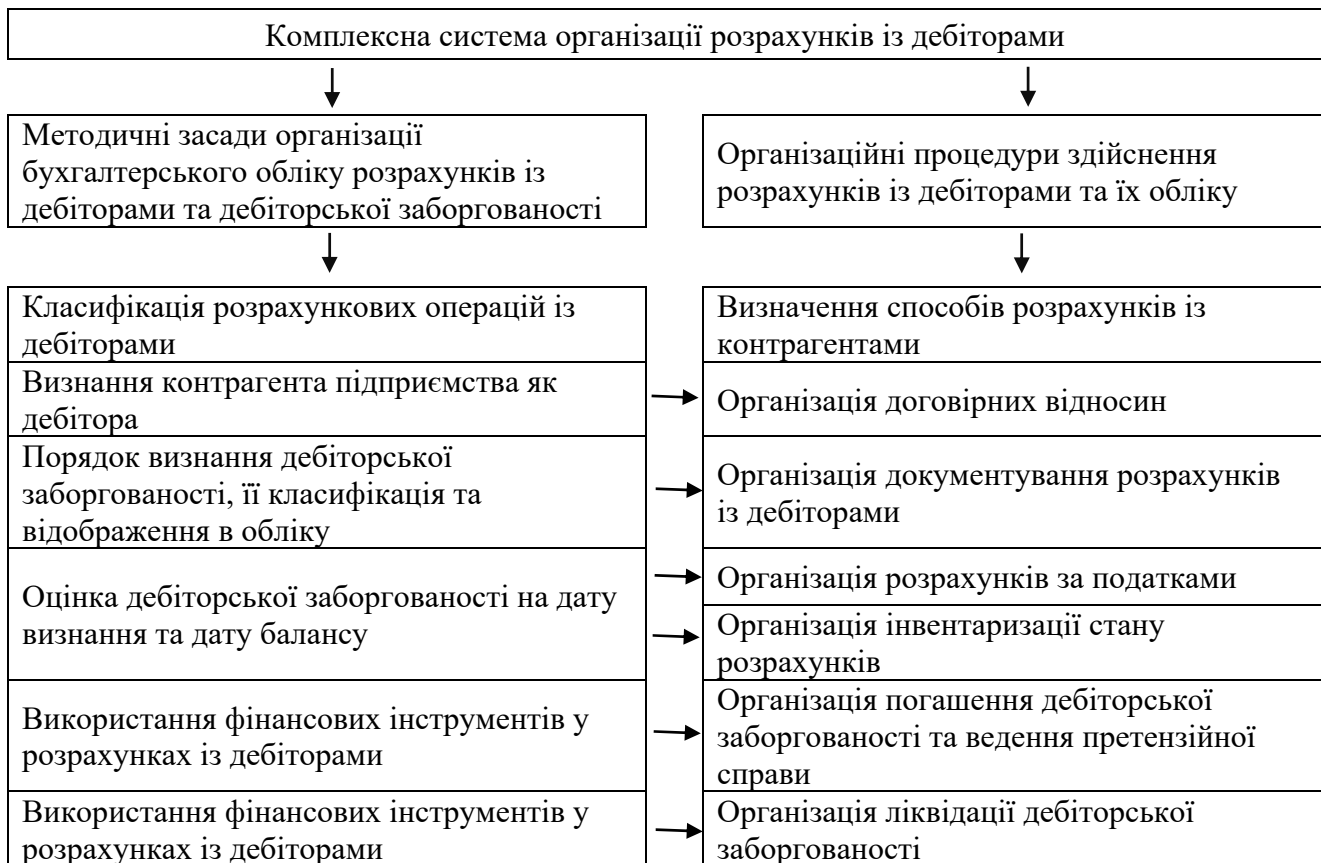 Комплексна система організації розрахунків із дебіторами
Методичні засади організації
бухгалтерського обліку розрахунків із
дебіторами та дебіторської заборгованості
Організаційні процедури здійснення
розрахунків із дебіторами та їх обліку
Класифікація розрахункових операцій із
дебіторами
Визначення способів розрахунків із
контрагентами
Визнання контрагента підприємства як
дебітора
Організація договірних відносин
Порядок визнання дебіторської
заборгованості, її класифікація та
відображення в обліку
Організація документування розрахунків
із дебіторами
Оцінка дебіторської заборгованості на дату
визнання та дату балансу
Організація розрахунків за податками
Організація інвентаризації стану
розрахунків
Використання фінансових інструментів у
розрахунках із дебіторами
Організація погашення дебіторської
заборгованості та ведення претензійної
справи
Використання фінансових інструментів у
розрахунках із дебіторами
Організація ліквідації дебіторської
заборгованості